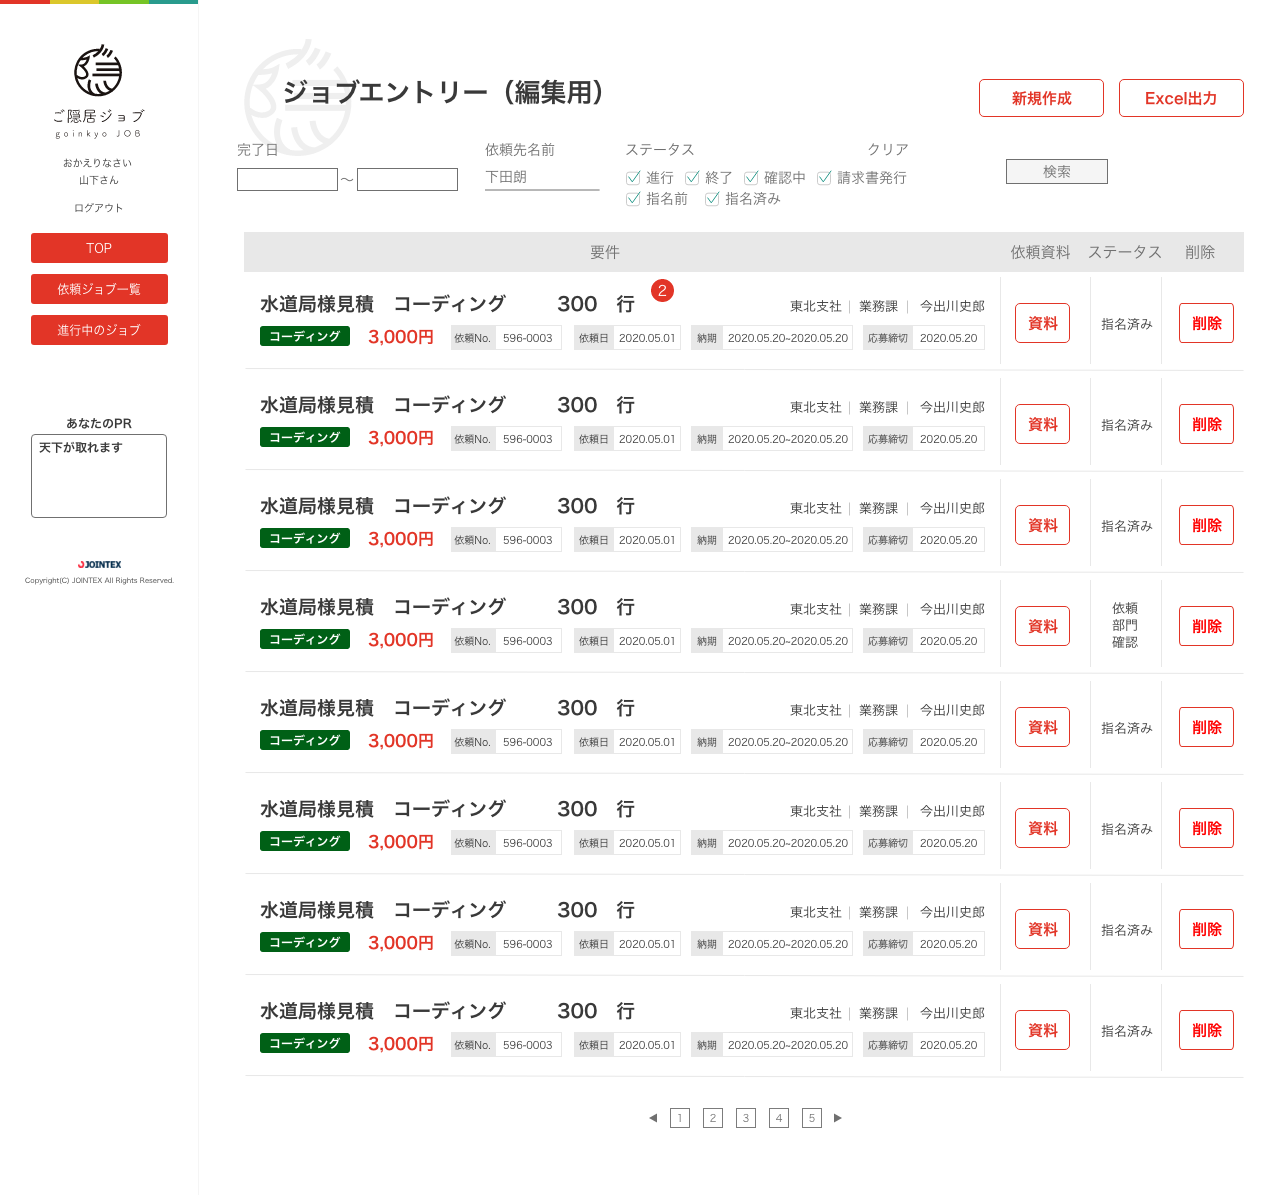 ご隠居ジョブ
goinkyo JOB
おかえりなさい
山下さん
ログアウト
TOP
依頼ジョブ一覧
進行中のジョブ
あなたのPR
天下が取れます
JOINTEX
Copyright(C) JOINTEX All Rights Reserved.
ジョブエントリー（編集用）
新規作成
Excel出力
完了日
～
依頼先名前
下田朗
ステータス
クリア
進行 終了 確認中 請求書発行
指名前 指名済み
検索
要件 依頼資料 ステータス 削除
水道局様見積 コーディング 300 行 2 東北支社 | 業務課 | 今出川史郎
コーディング 3,000円 依頼No. 596-0003 依頼日 2020.05.01 納期 2020.05.20~2020.05.20 応募締切 2020.05.20
資料 指名済み 削除
水道局様見積 コーディング 300 行 東北支社 | 業務課 | 今出川史郎
コーディング 3,000円 依頼No. 596-0003 依頼日 2020.05.01 納期 2020.05.20~2020.05.20 応募締切 2020.05.20
資料 指名済み 削除
水道局様見積 コーディング 300 行 東北支社 | 業務課 | 今出川史郎
コーディング 3,000円 依頼No. 596-0003 依頼日 2020.05.01 納期 2020.05.20~2020.05.20 応募締切 2020.05.20
資料 指名済み 削除
水道局様見積 コーディング 300 行 東北支社 | 業務課 | 今出川史郎
コーディング 3,000円 依頼No. 596-0003 依頼日 2020.05.01 納期 2020.05.20~2020.05.20 応募締切 2020.05.20
資料
依頼
部門
確認
削除
水道局様見積 コーディング 300 行 東北支社 | 業務課 | 今出川史郎
コーディング 3,000円 依頼No. 596-0003 依頼日 2020.05.01 納期 2020.05.20~2020.05.20 応募締切 2020.05.20
資料 指名済み 削除
水道局様見積 コーディング 300 行 東北支社 | 業務課 | 今出川史郎
コーディング 3,000円 依頼No. 596-0003 依頼日 2020.05.01 納期 2020.05.20~2020.05.20 応募締切 2020.05.20
資料 指名済み 削除
水道局様見積 コーディング 300 行 東北支社 | 業務課 | 今出川史郎
コーディング 3,000円 依頼No. 596-0003 依頼日 2020.05.01 納期 2020.05.20~2020.05.20 応募締切 2020.05.20
資料 指名済み 削除
水道局様見積 コーディング 300 行 東北支社 | 業務課 | 今出川史郎
コーディング 3,000円 依頼No. 596-0003 依頼日 2020.05.01 納期 2020.05.20~2020.05.20 応募締切 2020.05.20
資料 指名済み 削除
◀ 1 2 3 4 5 ▶